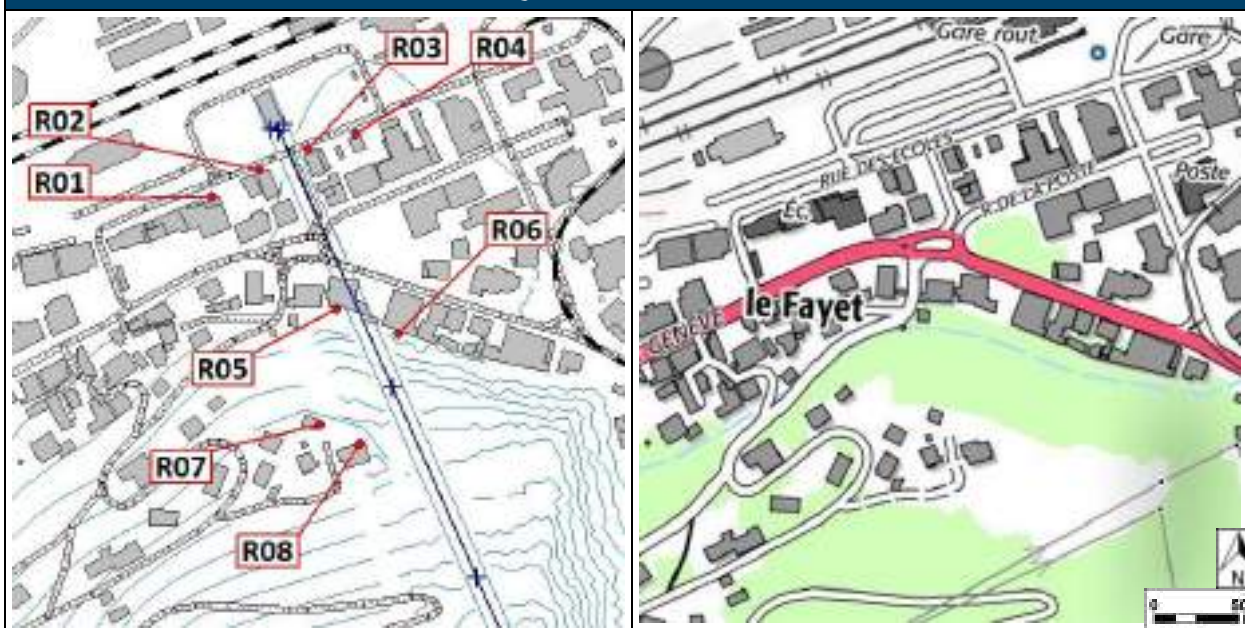 R03
R04
R02
R01
R06
R05
R07
R08
Gare rout.
Gare
RUE DES ECOLES
R. DE LA POSTE
Poste
Éc.
le Fayet
GENÈVE
N
0